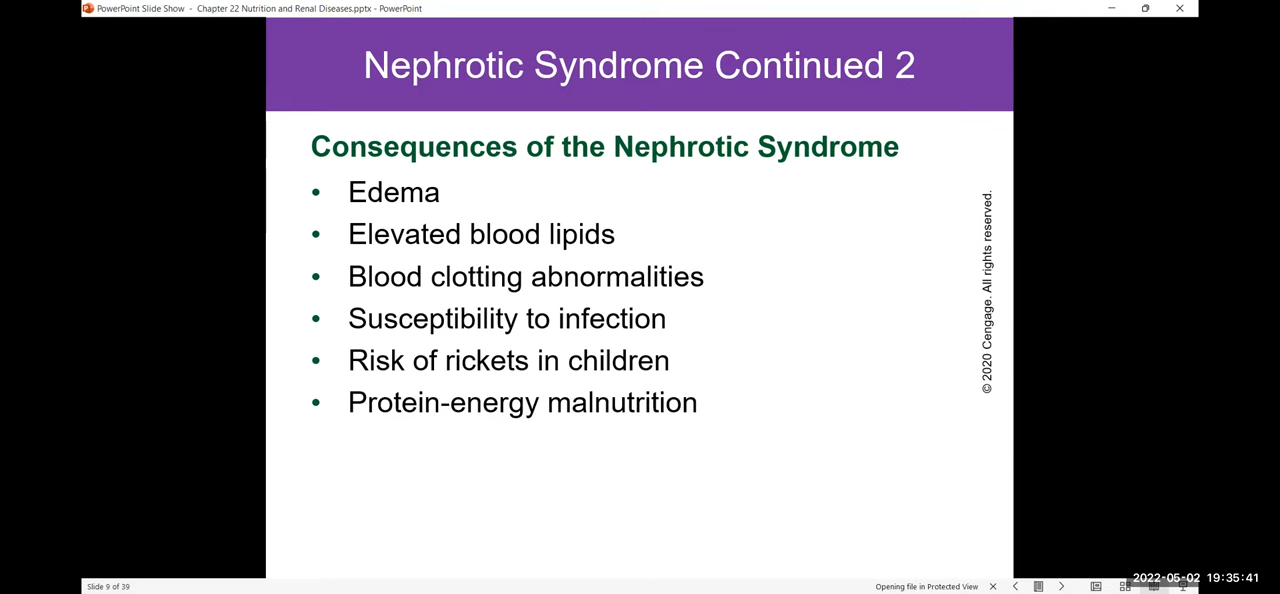 PowerPoint Slide Show - Chapter 22 Nutrition and Renal Diseases.pptx - PowerPoint
Nephrotic Syndrome Continued 2
Consequences of the Nephrotic Syndrome
• Edema
• Elevated blood lipids
• Blood clotting abnormalities
• Susceptibility to infection
• Risk of rickets in children
• Protein-energy malnutrition
© 2020 Cengage. All rights reserved.
Slide 9 of 39
Opening file in Protected View
2022-05-02 19:35:41